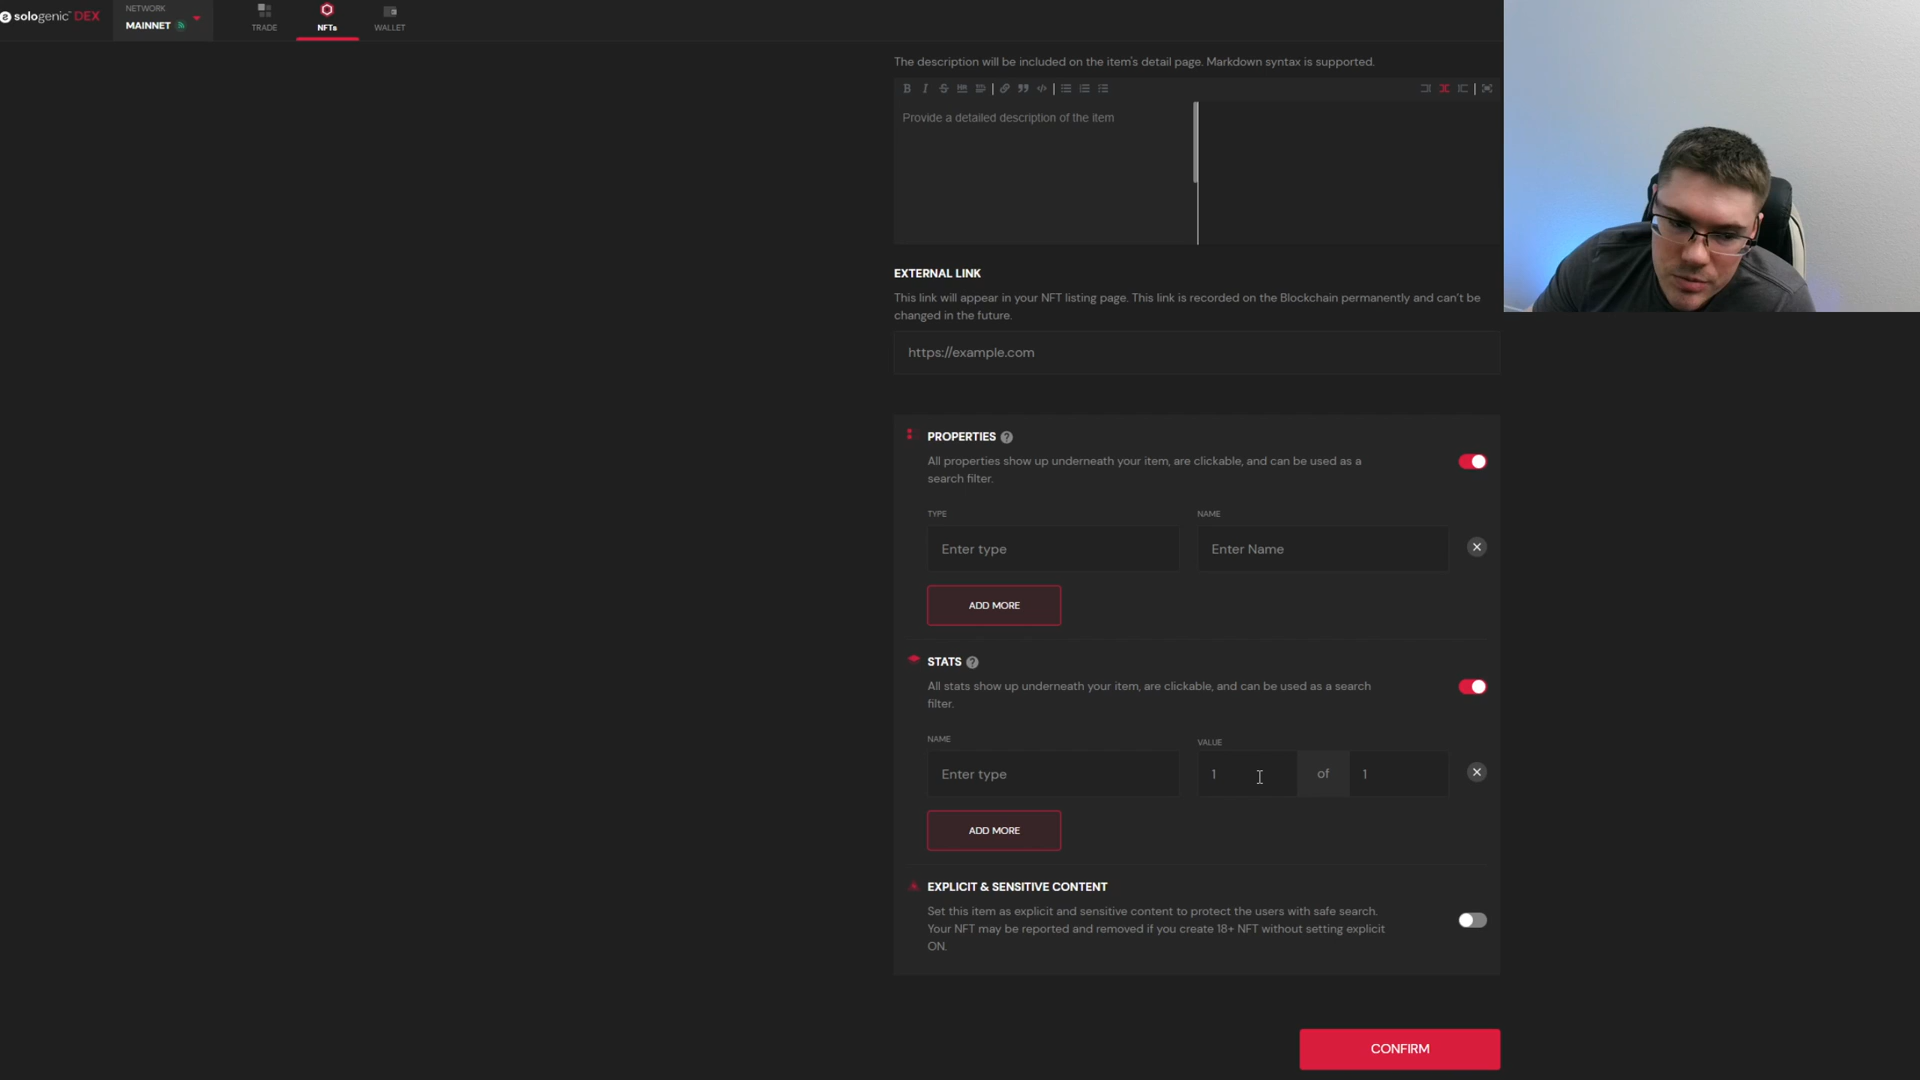 sologenic DEX
NETWORK
MAINNET
TRADE
NFTs
WALLET
The description will be included on the item's detail page. Markdown syntax is supported.
Provide a detailed description of the item
EXTERNAL LINK
This link will appear in your NFT listing page. This link is recorded on the Blockchain permanently and can't be
changed in the future.
https://example.com
PROPERTIES ?
All properties show up underneath your item, are clickable, and can be used as a
search filter.
TYPE
NAME
Enter type
Enter Name
ADD MORE
STATS ?
All stats show up underneath your item, are clickable, and can be used as a search
filter.
NAME
VALUE
Enter type
1 of 1
ADD MORE
EXPLICIT & SENSITIVE CONTENT
Set this item as explicit and sensitive content to protect the users with safe search.
Your NFT may be reported and removed if you create 18+ NFT without setting explicit
ON.
CONFIRM